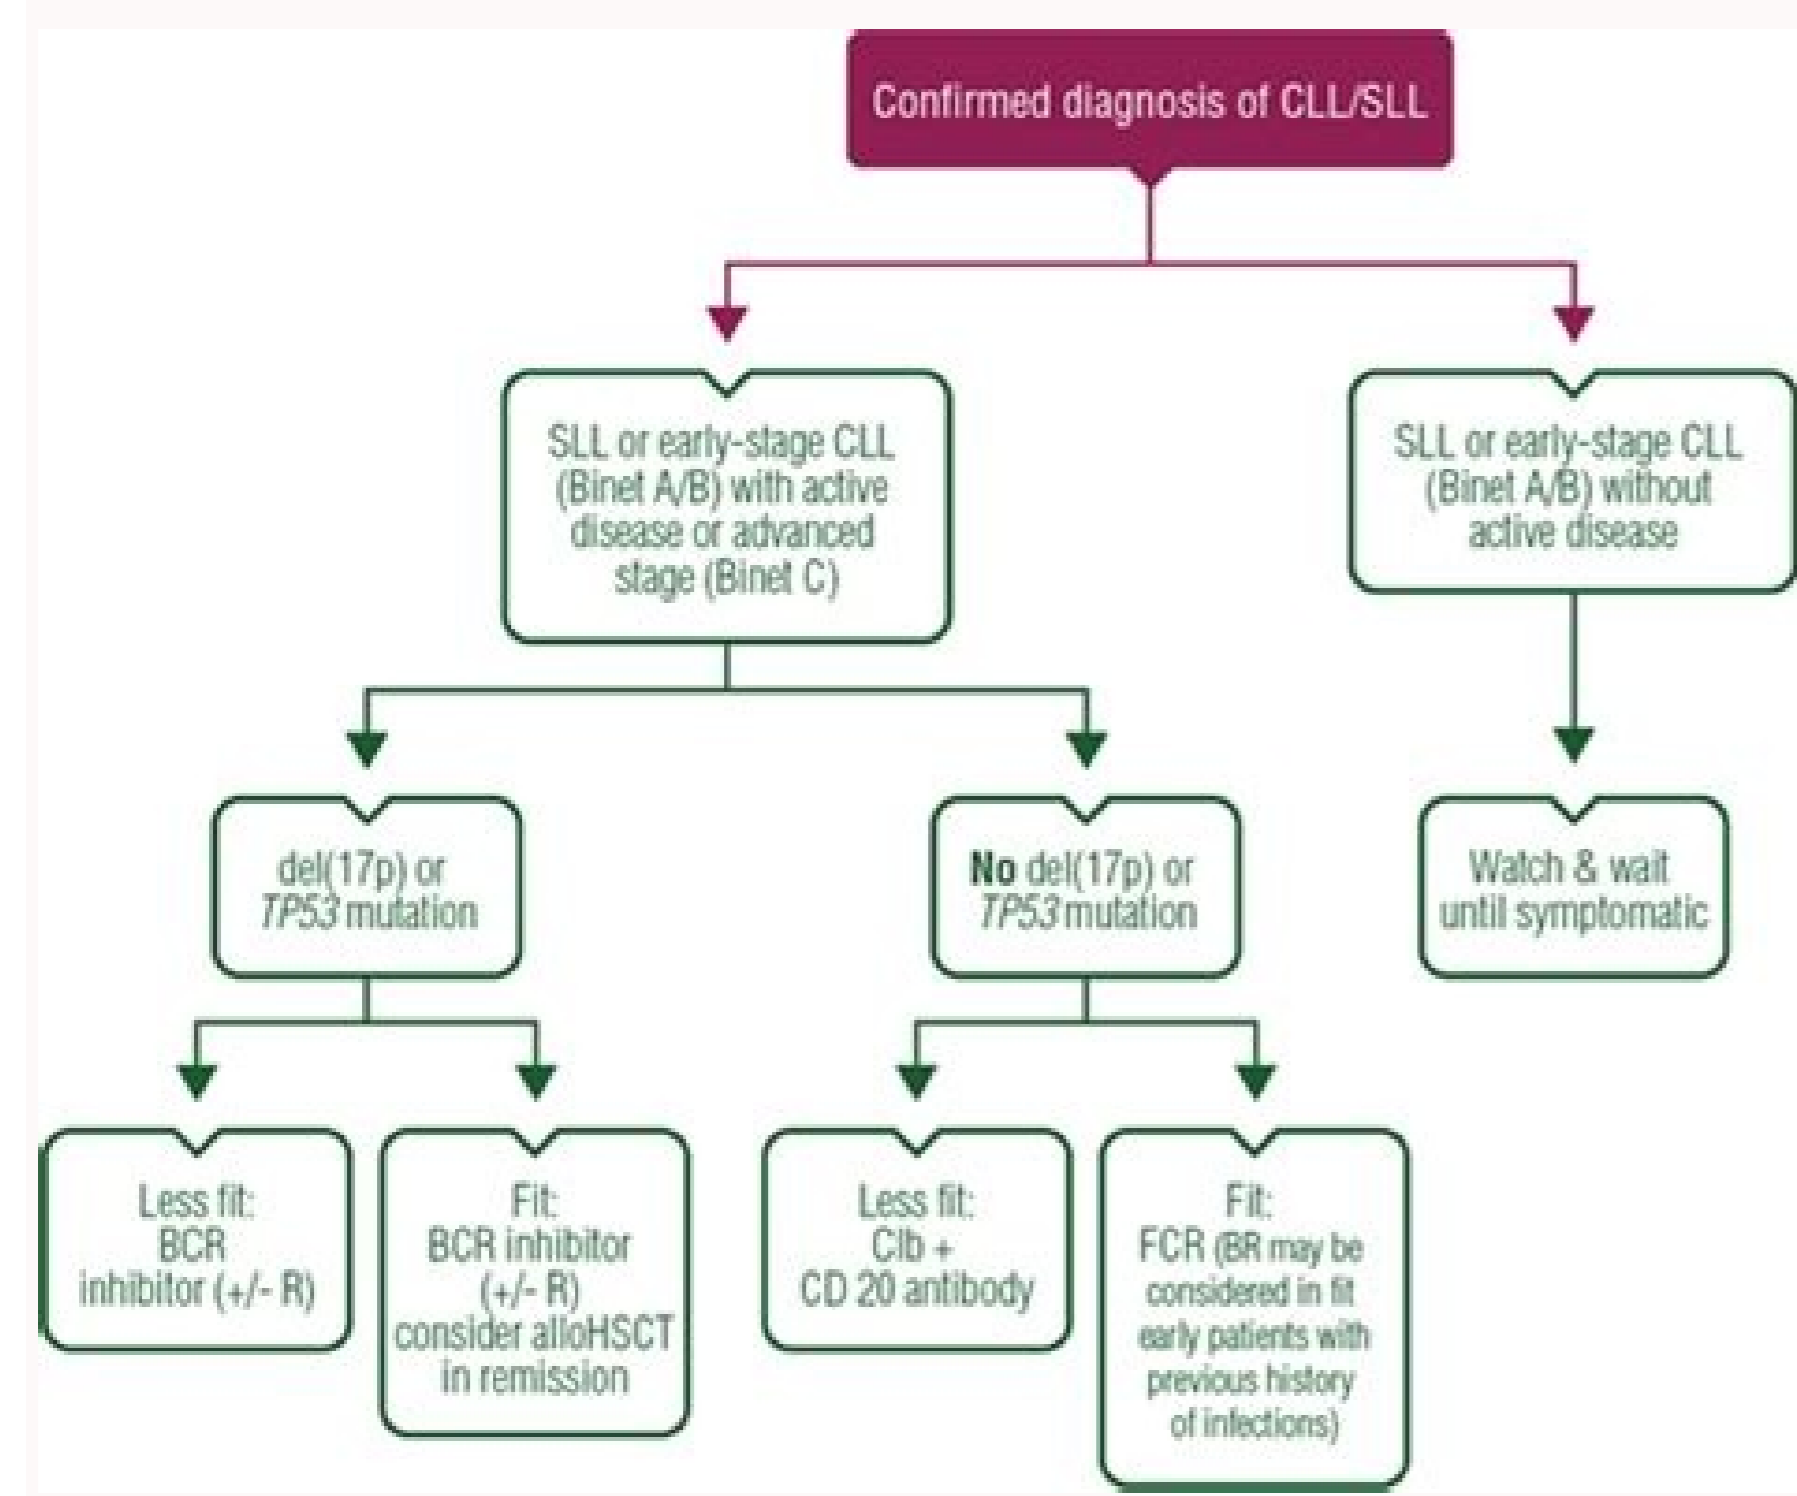 Confirmed diagnosis of CLL/SLL
SLL or early-stage CLL
(Binet A/B) with active
disease or advanced
stage (Binet C)
SLL or early-stage CLL
(Binet A/B) without
active disease
del(17p) or
TP53 mutation
No del(17p) or
TP53 mutation
Watch & wait
until symptomatic
Less fit:
BCR
inhibitor (+/- R)
Fit:
BCR inhibitor
(+/- R)
consider alloHSCT
in remission
Less fit:
Clb +
CD 20 antibody
Fit:
FCR (BR may be
considered in fit
early patients with
previous history
of infections)